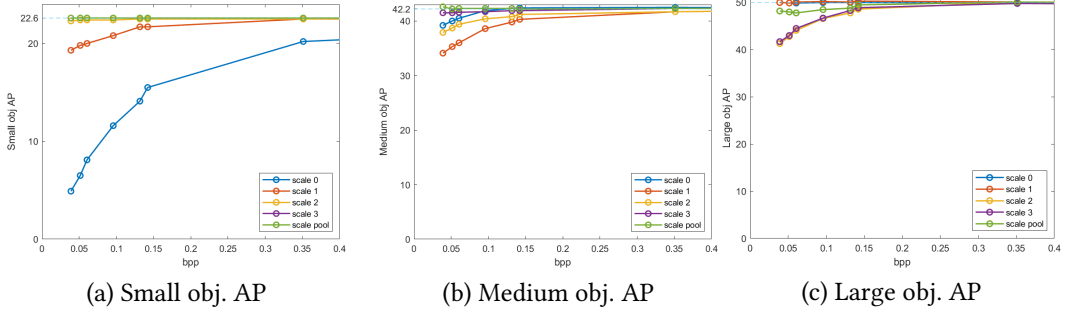 22.6
20
10
0
Small obj AP
scale 0
scale 1
scale 2
scale 3
scale pool
0 0.05 0.1 0.15 0.2 0.25 0.3 0.35 0.4
bpp
(a) Small obj. AP
42.2
40
30
20
10
0
Medium obj AP
scale 0
scale 1
scale 2
scale 3
scale pool
0 0.05 0.1 0.15 0.2 0.25 0.3 0.35 0.4
bpp
(b) Medium obj. AP
50
40
30
20
10
0
Large obj AP
scale 0
scale 1
scale 2
scale 3
scale pool
0 0.05 0.1 0.15 0.2 0.25 0.3 0.35 0.4
bpp
(c) Large obj. AP